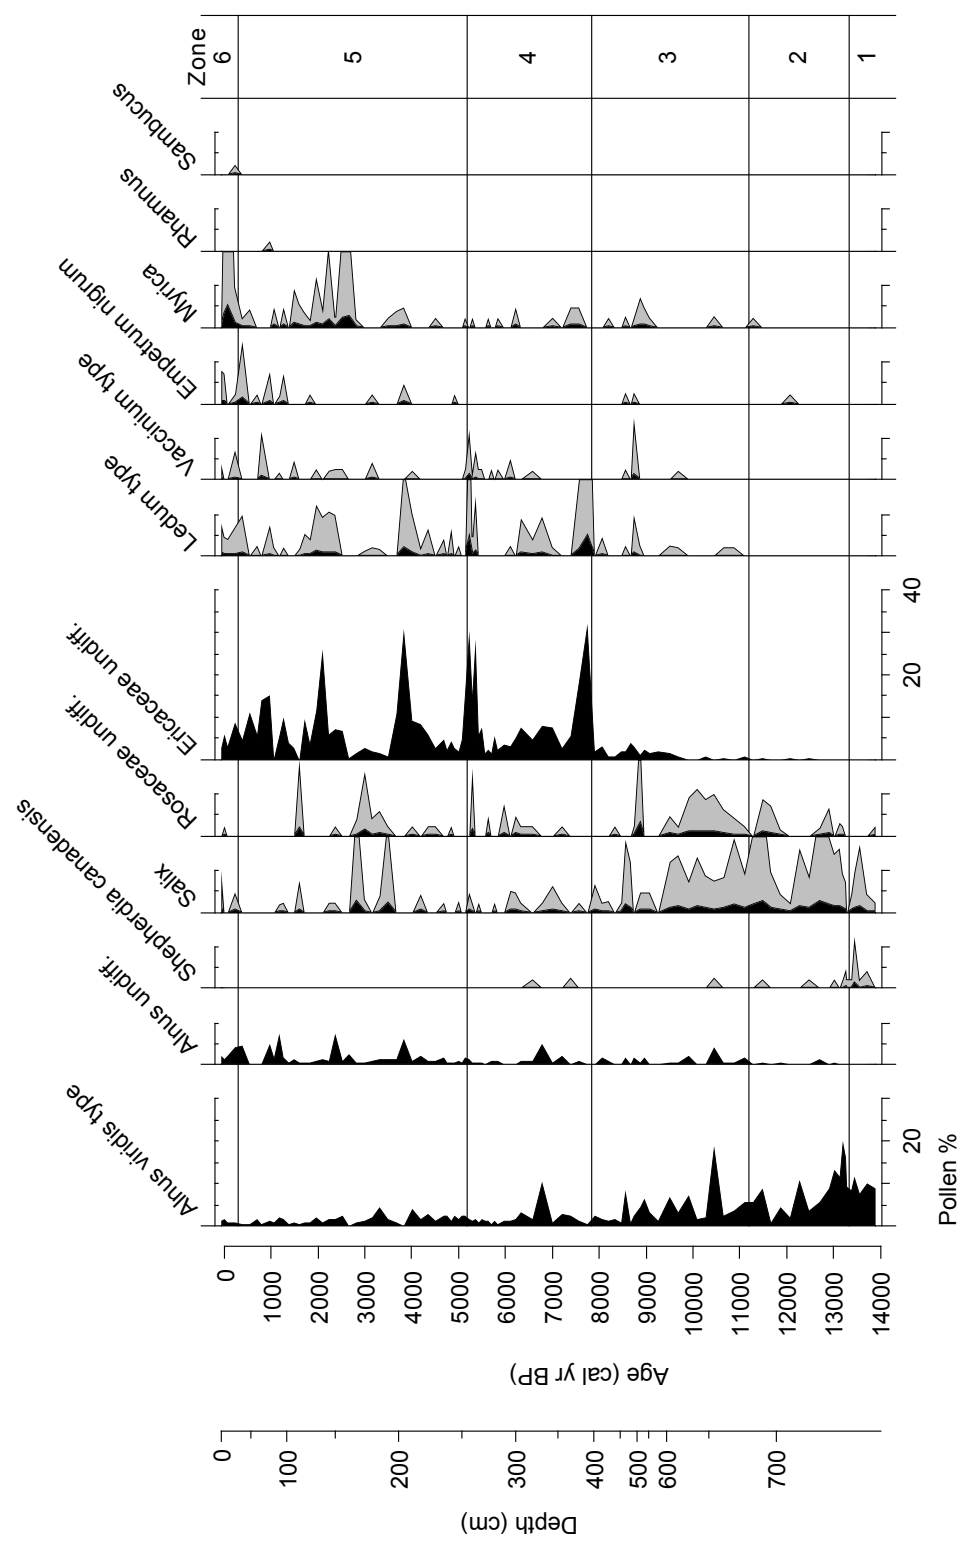 Depth (cm)
0
100
200
300
400
500
600
700
Age (cal yr BP)
0
1000
2000
3000
4000
5000
6000
7000
8000
9000
10000
11000
12000
13000
14000
Alnus viridis type
20
Alnus undiff.
Shepherdia canadensis
Salix
Rosaceae undiff.
Ericaceae undiff.
20
40
Ledum type
Vaccinium type
Empetrum nigrum
Myrica
Rhamnus
Sambucus
Zone
6
5
4
3
2
1
Pollen %